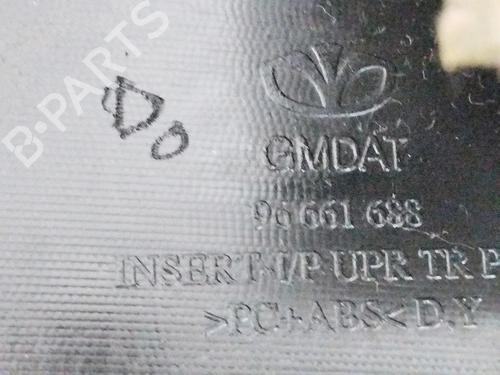 B-PARTS
Do
GMDAT
96 661 688
INSERT-I/P UPR TR P
>PC+ABS< D.Y